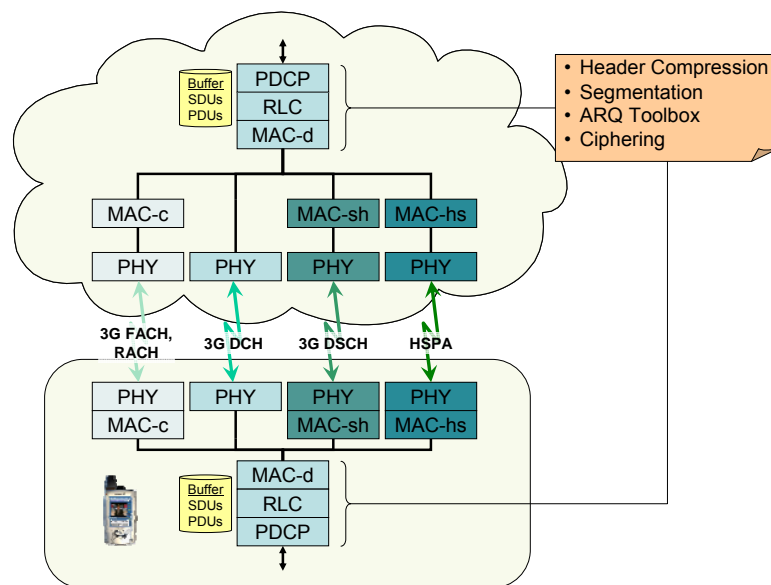 PDCP
RLC
MAC-d
Buffer
SDUs
PDUs
• Header Compression
• Segmentation
• ARQ Toolbox
• Ciphering
MAC-c
MAC-sh
MAC-hs
PHY
PHY
PHY
PHY
3G FACH,
RACH
3G DCH
3G DSCH
HSPA
PHY
PHY
PHY
PHY
MAC-c
MAC-sh
MAC-hs
MAC-d
RLC
PDCP
Buffer
SDUs
PDUs